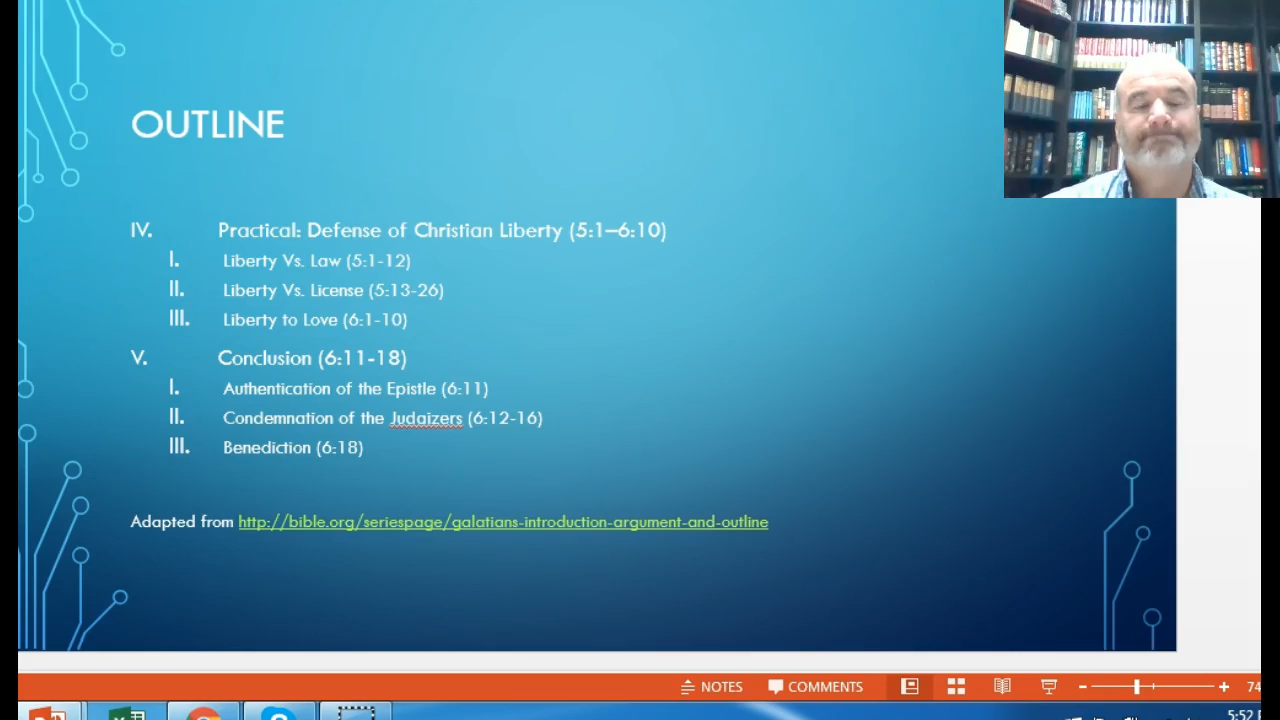 OUTLINE
IV. Practical: Defense of Christian Liberty (5:1–6:10)
I. Liberty Vs. Law (5:1-12)
II. Liberty Vs. License (5:13-26)
III. Liberty to Love (6:1-10)
V. Conclusion (6:11-18)
I. Authentication of the Epistle (6:11)
II. Condemnation of the Judaizers (6:12-16)
III. Benediction (6:18)
Adapted from http://bible.org/seriespage/galatians-introduction-argument-and-outline
NOTES COMMENTS 74
5:52